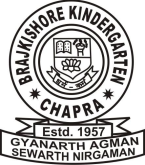 BRAJKISHORE KINDERGARTEN
CHAPRA
Estd. 1957
GYANARTH AGMAN
SEWARTH NIRGAMAN